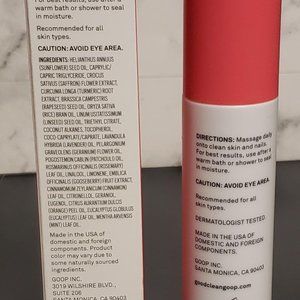 For best results, use after a
warm bath or shower to seal
in moisture.
Recommended for all
skin types.
CAUTION: AVOID EYE AREA.
INGREDIENTS: HELIANTHUS ANNUUS
(SUNFLOWER) SEED OIL, CAPRYLIC/
CAPRIC TRIGLYCERIDE, CROCUS
SATIVUS (SAFFRON) FLOWER EXTRACT,
CURCUMA LONGA (TURMERIC) ROOT
EXTRACT, BRASSICA CAMPESTRIS
(RAPESEED) SEED OIL, ORYZA SATIVA
(RICE) BRAN OIL, LINUM USITATISSIMUM
(LINSEED) SEED OIL, TRIETHYL CITRATE,
COCONUT ALKANES, TOCOPHEROL,
COCO-CAPRYLATE/CAPRATE, LAVANDULA
HYBRIDA (LAVENDER) OIL, PELARGONIUM
GRAVEOLENS (GERANIUM) FLOWER OIL,
POGOSTEMON CABLIN (PATCHOULI) OIL,
ROSMARINUS OFFICINALIS (ROSEMARY)
LEAF OIL, LINALOOL, LIMONENE, EMBLICA
OFFICINALIS (GOOSEBERRY) FRUIT EXTRACT,
CINNAMOMUM ZEYLANICUM (CINNAMON)
LEAF OIL, CITRONELLOL, GERANIOL,
EUGENOL, CITRUS AURANTIUM DULCIS
(ORANGE) PEEL OIL, EUCALYPTUS GLOBULUS
(EUCALYPTUS) LEAF OIL, MENTHA ARVENSIS
(MINT) LEAF OIL.
Made in the USA of
domestic and foreign
components. Product
color may vary due to
some naturally sourced
ingredients.
GOOP INC.
3019 WILSHIRE BLVD.,
SUITE 206
SANTA MONICA, CA 90403
DIRECTIONS: Massage daily
onto clean skin and nails.
For best results, use after a
warm bath or shower to seal
in moisture.
CAUTION: AVOID EYE AREA.
Recommended for all
skin types.
DERMATOLOGIST TESTED
MADE IN THE USA OF
DOMESTIC AND FOREIGN
COMPONENTS.
GOOP INC.
SANTA MONICA, CA 90403
goodcleangoop.com